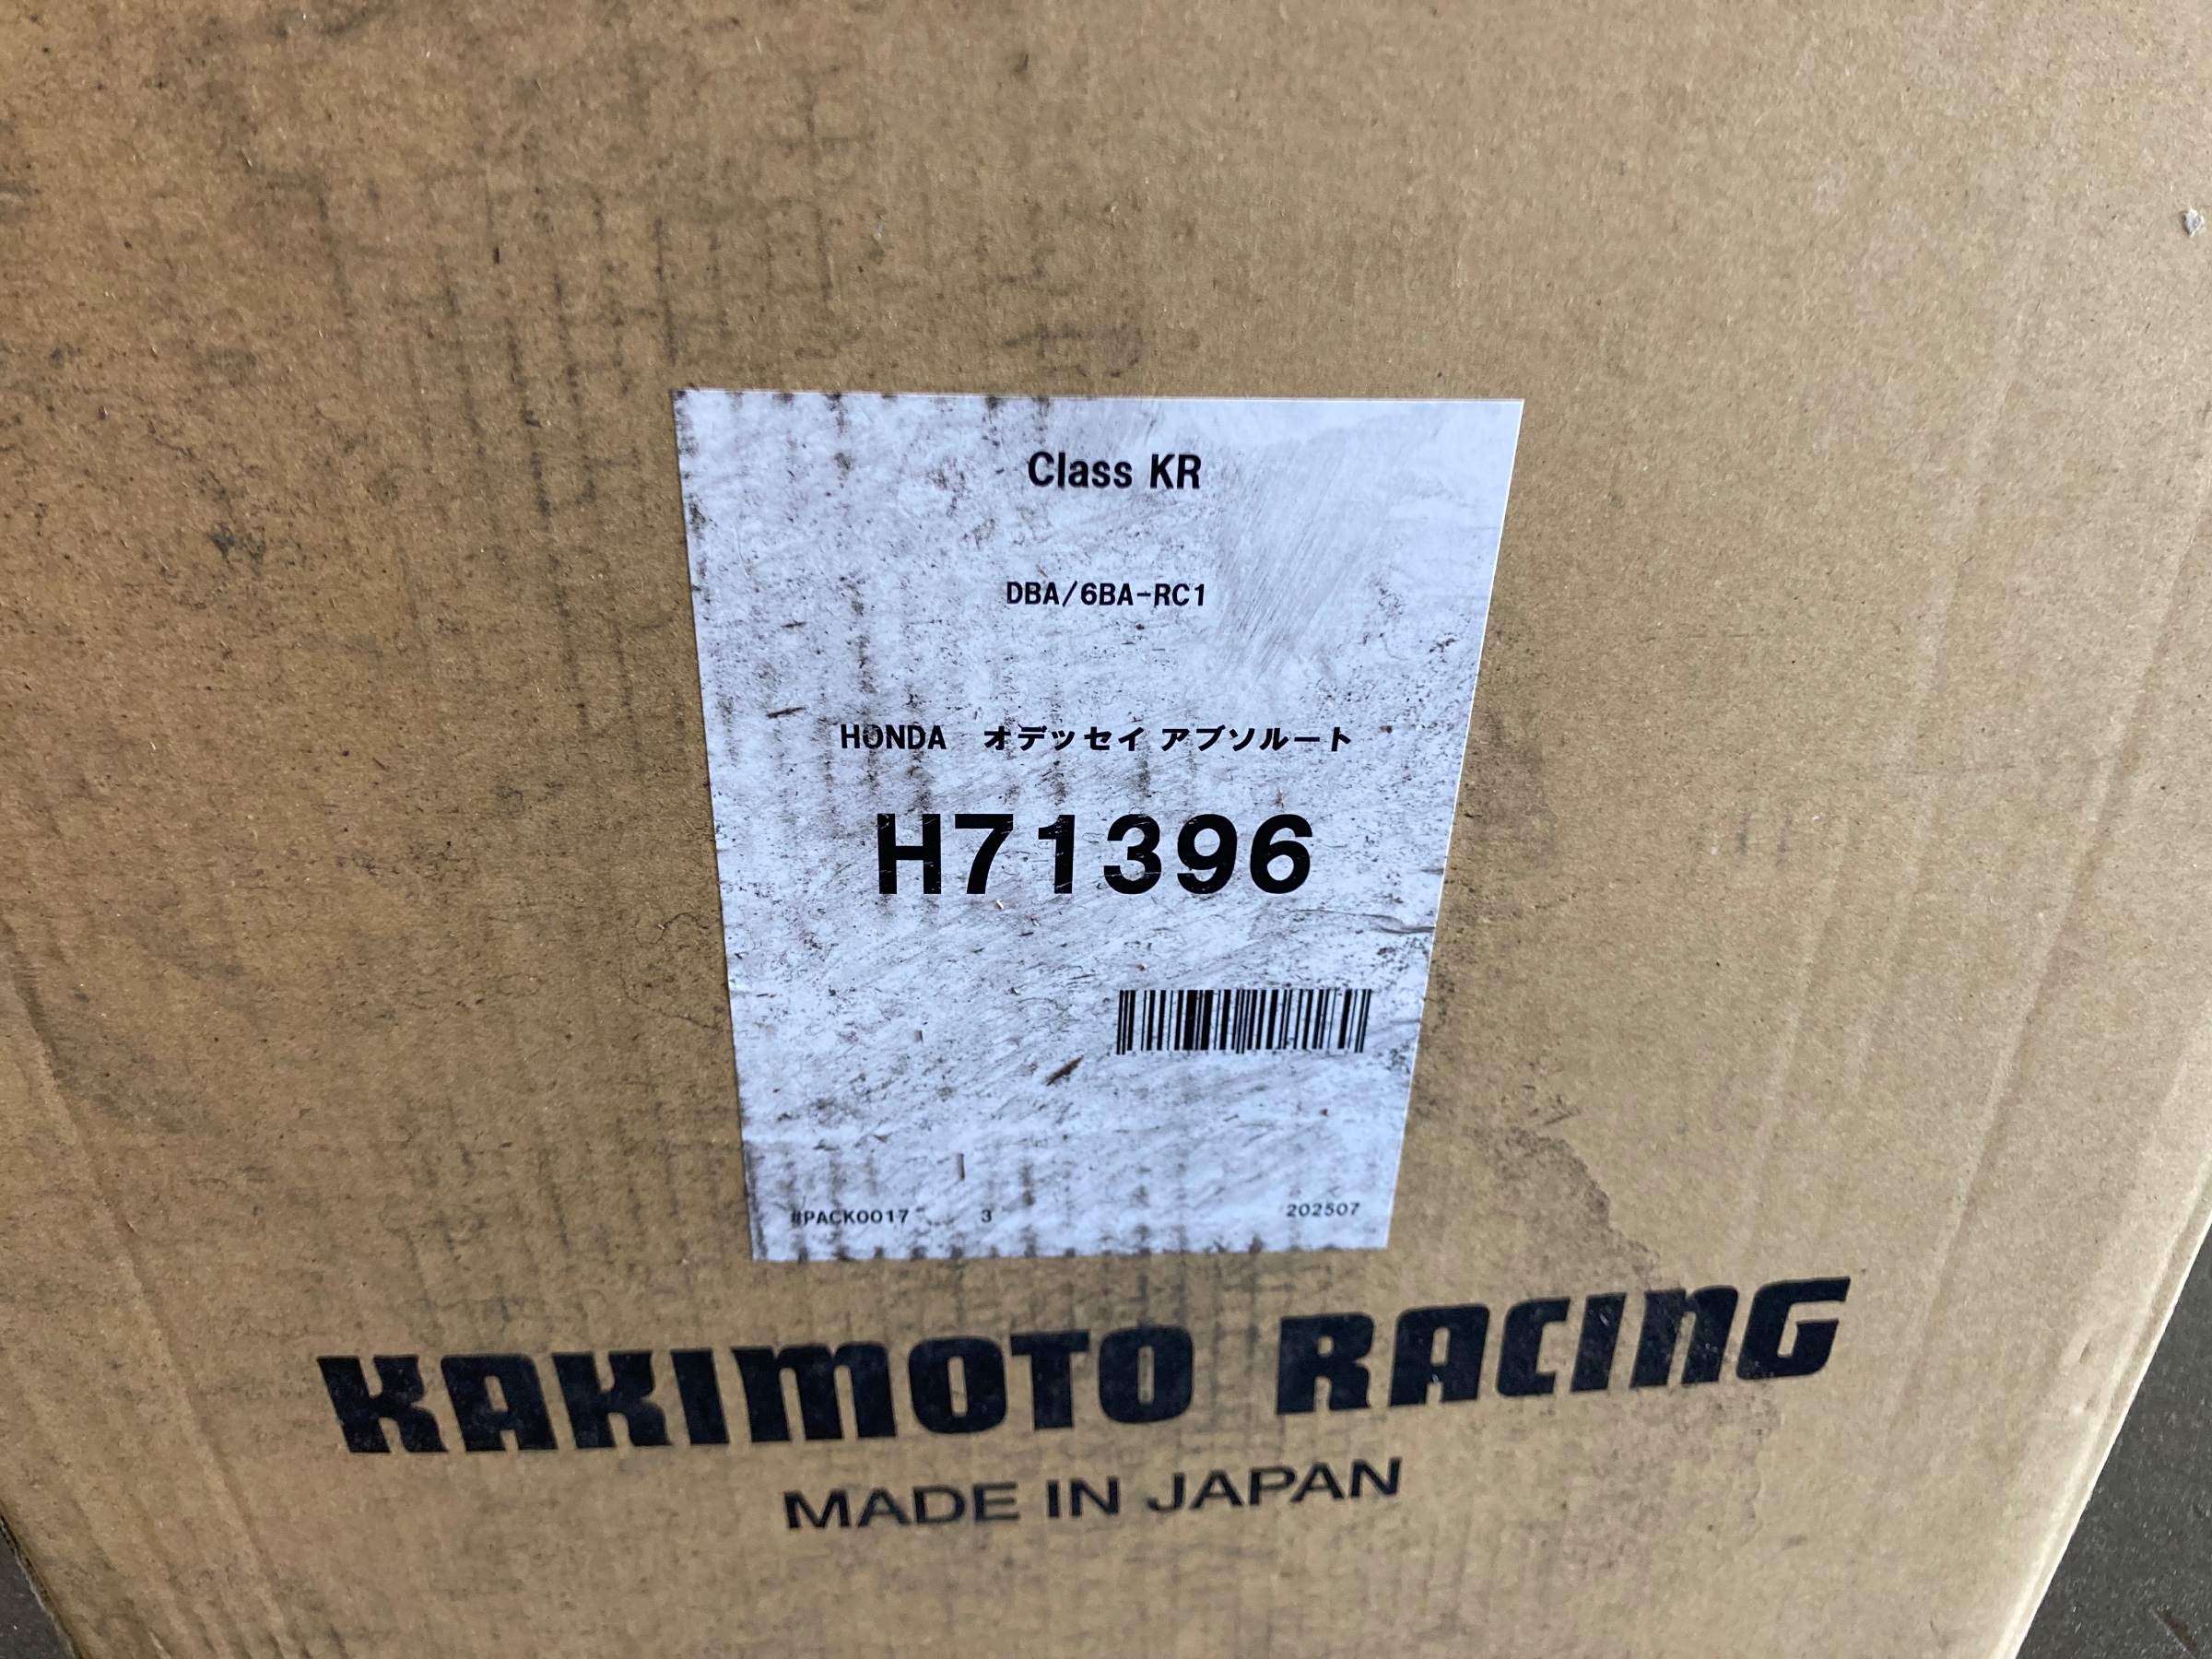 Class KR
DBA/6BA-RC1
HONDA オデッセイ アブソルート
H71396
#PACK0017 3 202507
KAKIMOTO RACING
MADE IN JAPAN